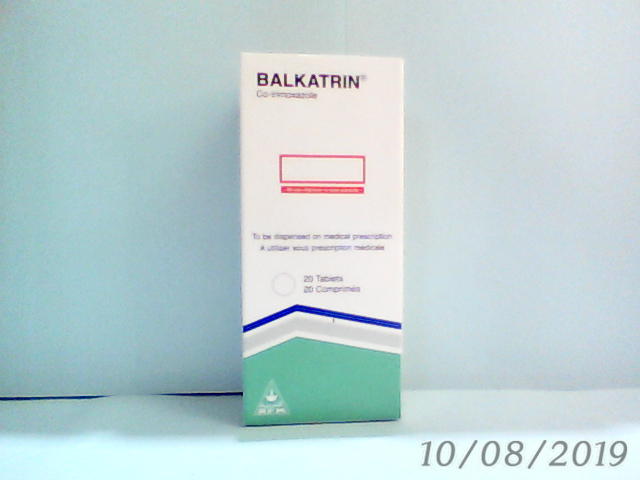 BALKATRIN®
Co-trimoxazole
To be dispensed on medical prescription
A utiliser sous prescription médicale
20 Tablets
20 Comprimés
10/08/2019